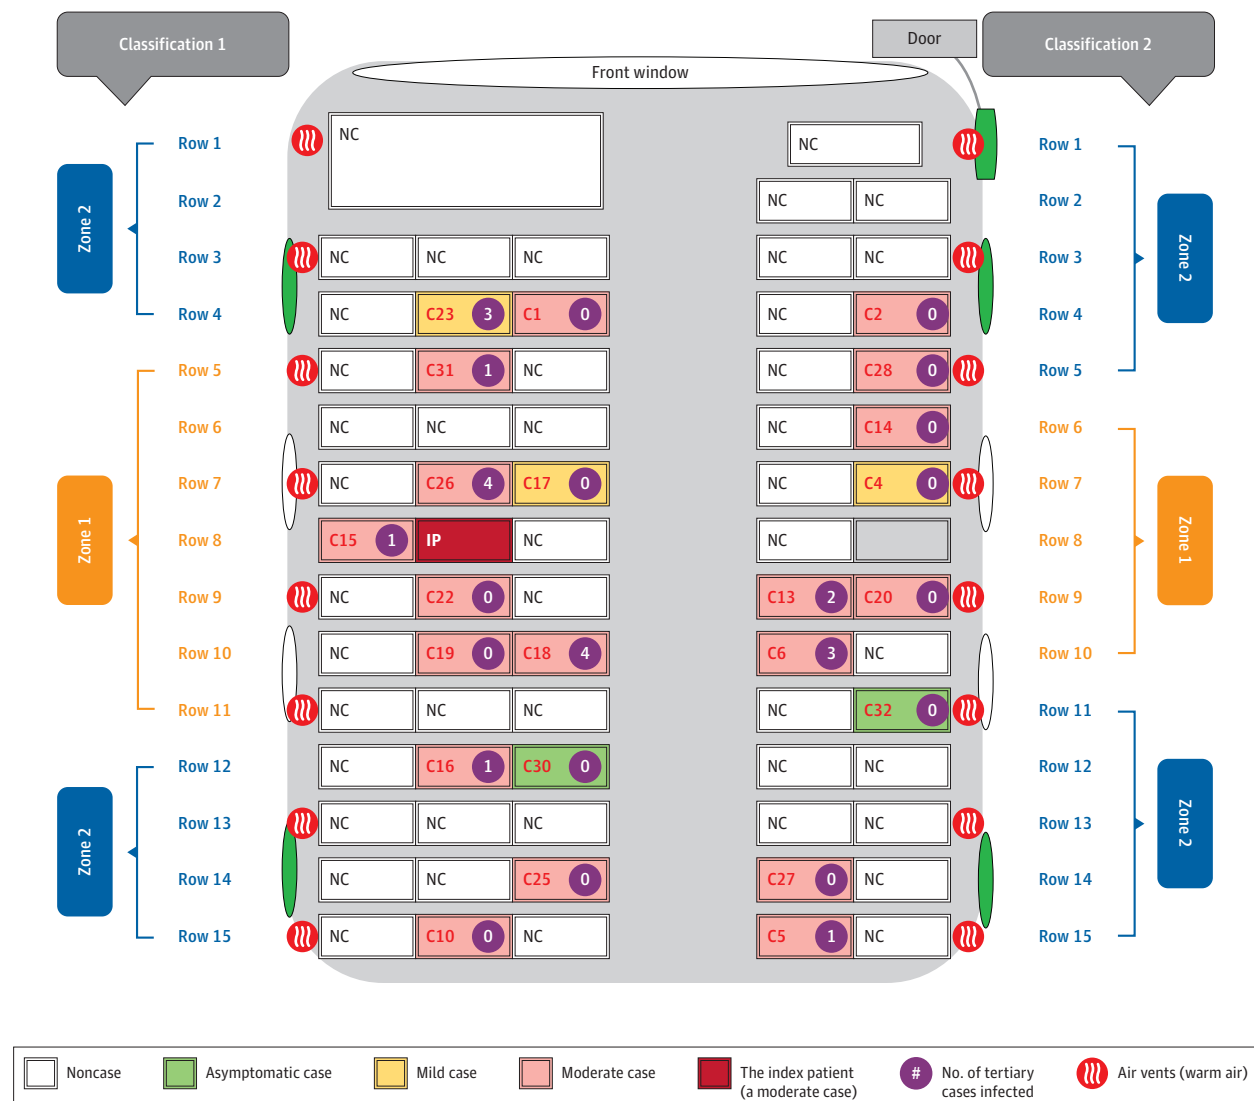 Classification 1
Door
Classification 2
Front window
Row 1
NC
NC
Row 1
Row 2
NC
NC
Row 2
Zone 2
Zone 2
Row 3
NC
NC
NC
NC
NC
Row 3
Row 4
NC
C23 3
C1 0
NC
C2 0
Row 4
Row 5
NC
C31 1
NC
NC
C28 0
Row 5
Row 6
NC
NC
NC
NC
C14 0
Row 6
Row 7
NC
C26 4
C17 0
NC
C4 0
Row 7
Zone 1
Row 8
C15 1
IP
NC
NC
Row 8
Zone 1
Row 9
NC
C22 0
NC
C13 2
C20 0
Row 9
Row 10
NC
C19 0
C18 4
C6 3
NC
Row 10
Row 11
NC
NC
NC
NC
C32 0
Row 11
Row 12
NC
C16 1
C30 0
NC
NC
Row 12
Zone 2
Row 13
NC
NC
NC
NC
NC
Row 13
Zone 2
Row 14
NC
NC
C25 0
C27 0
NC
Row 14
Row 15
NC
C10 0
NC
C5 1
NC
Row 15
Noncase
Asymptomatic case
Mild case
Moderate case
The index patient
(a moderate case)
#
No. of tertiary
cases infected
Air vents (warm air)